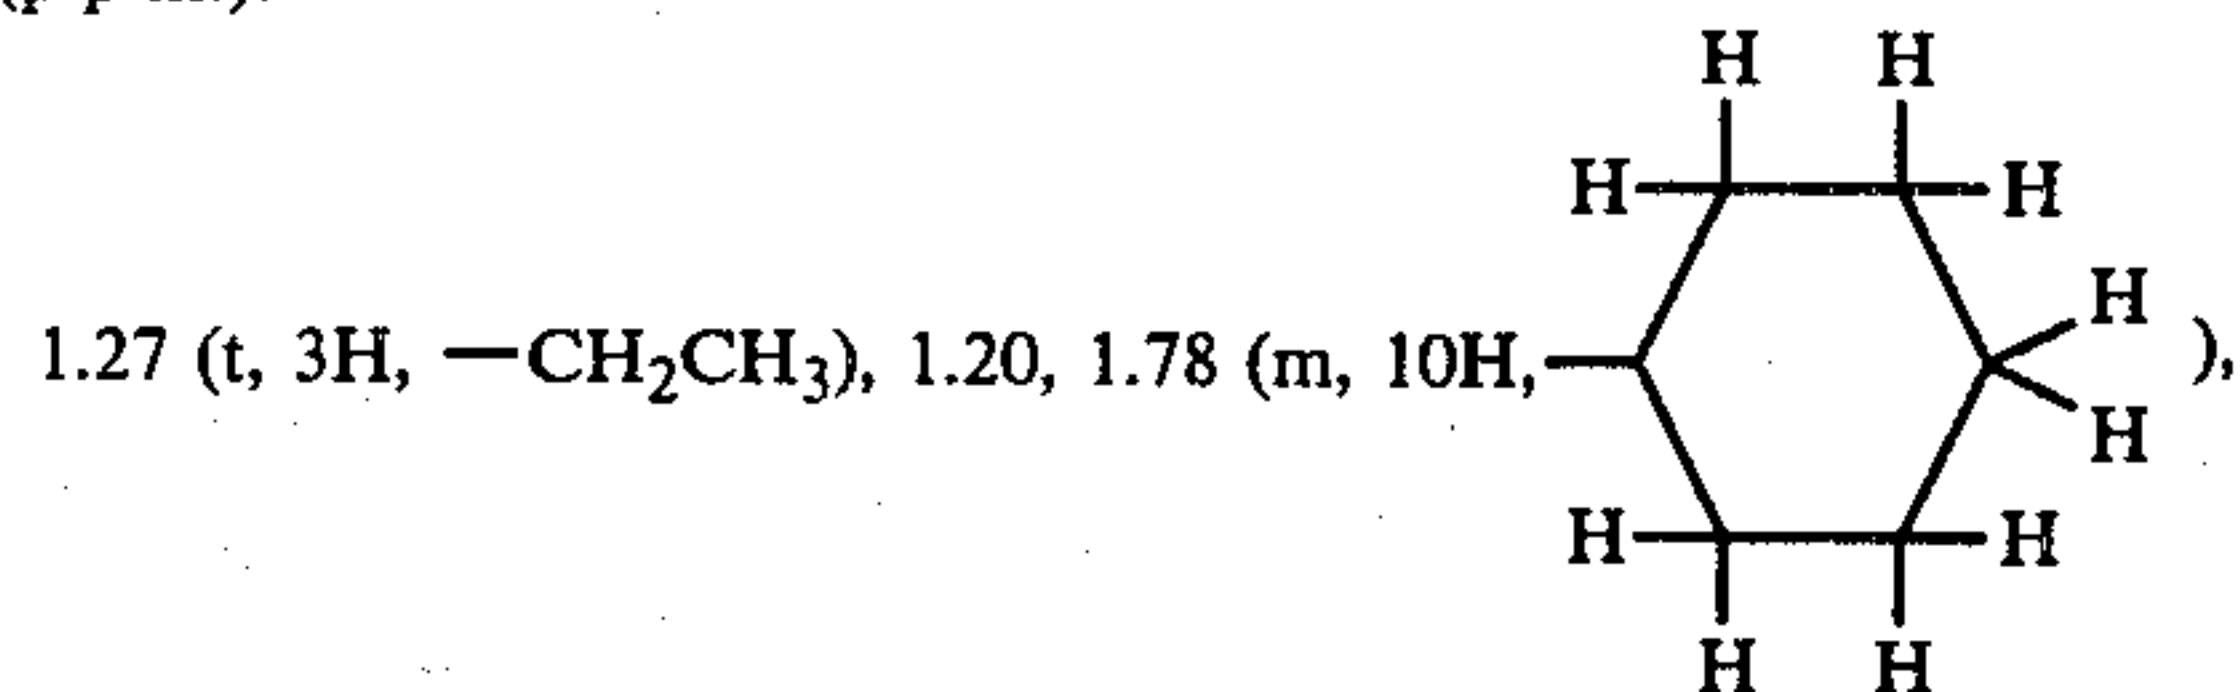 H H
H H
H
1.27 (t, 3H, —CH₂CH₃), 1.20, 1.78 (m, 10H, ),
H
H H
H H